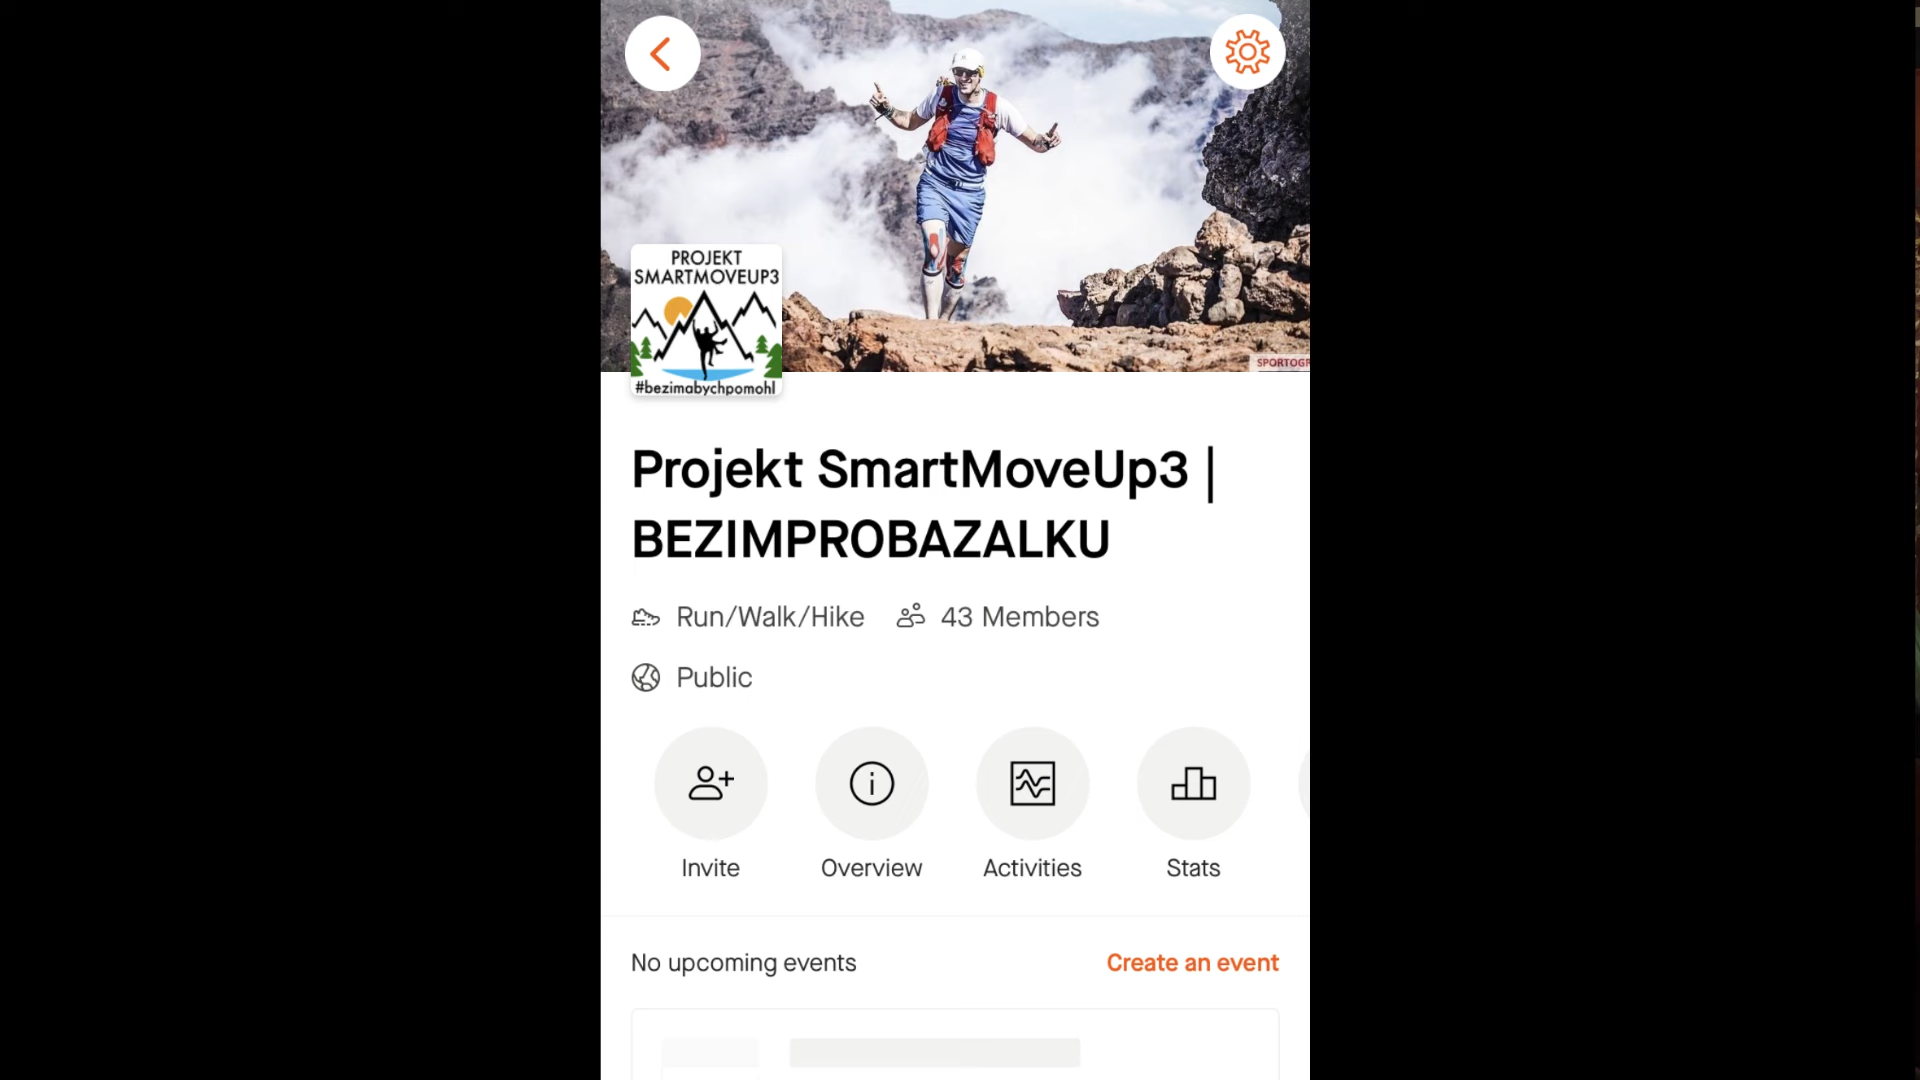 PROJEKT
SMARTMOVEUP3
#bezimabychpomohl
SPORTOGR
Projekt SmartMoveUp3 |
BEZIMPROBAZALKU
Run/Walk/Hike 43 Members
Public
Invite Overview Activities Stats
No upcoming events Create an event